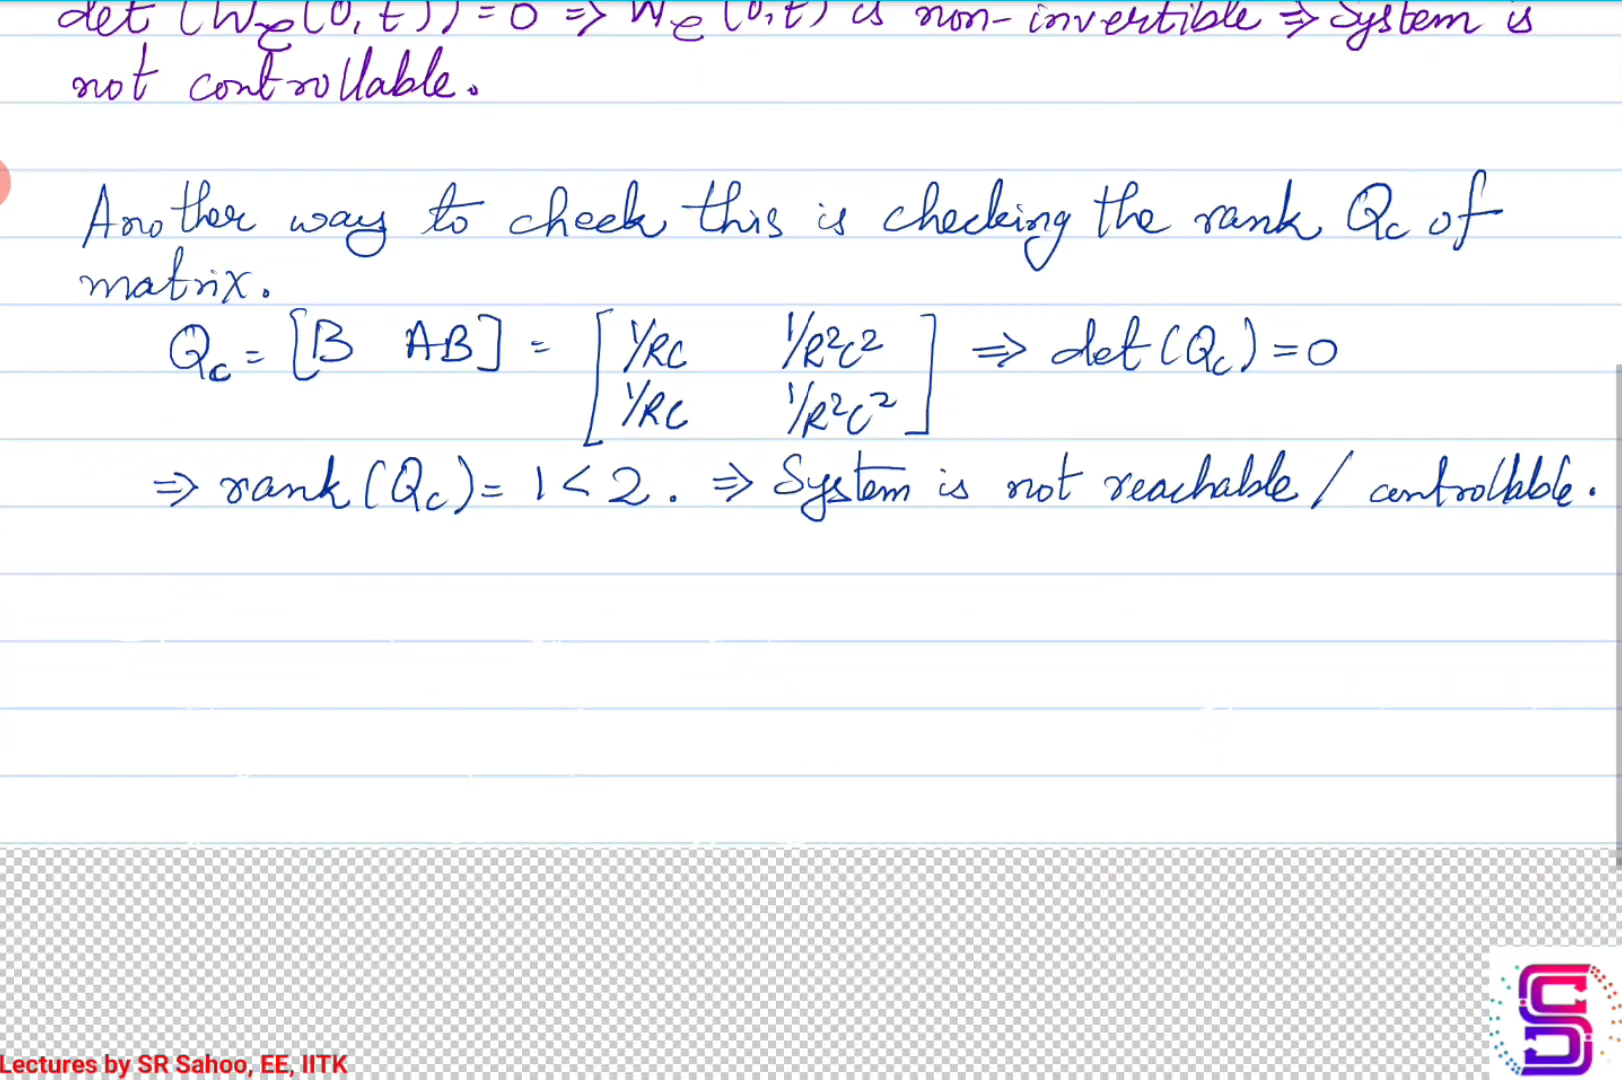 det (W_c(0,t)) = 0 => W_c (0,t) is non-invertible => System is
not controllable.
Another way to check this is checking the rank Q_c of
matrix.
Q_c = [B AB] = [1/RC 1/R²C²
1/RC 1/R²C²] => det(Q_c) = 0
=> rank(Q_c) = 1 < 2. => System is not reachable / controllable.
Lectures by SR Sahoo, EE, IITK